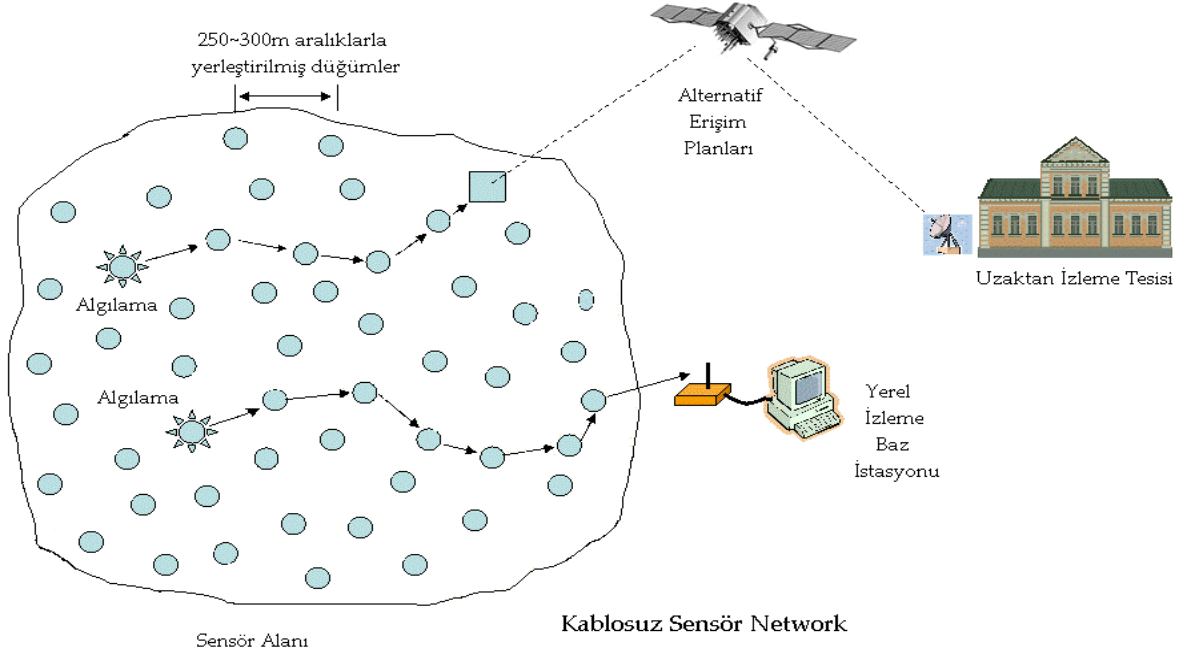 250~300m aralıklarla
yerleştirilmiş düğümler
Alternatif
Erişim
Planları
Uzaktan İzleme Tesisi
Algılama
Algılama
Yerel
İzleme
Baz
İstasyonu
Kablosuz Sensör Network
Sensör Alanı